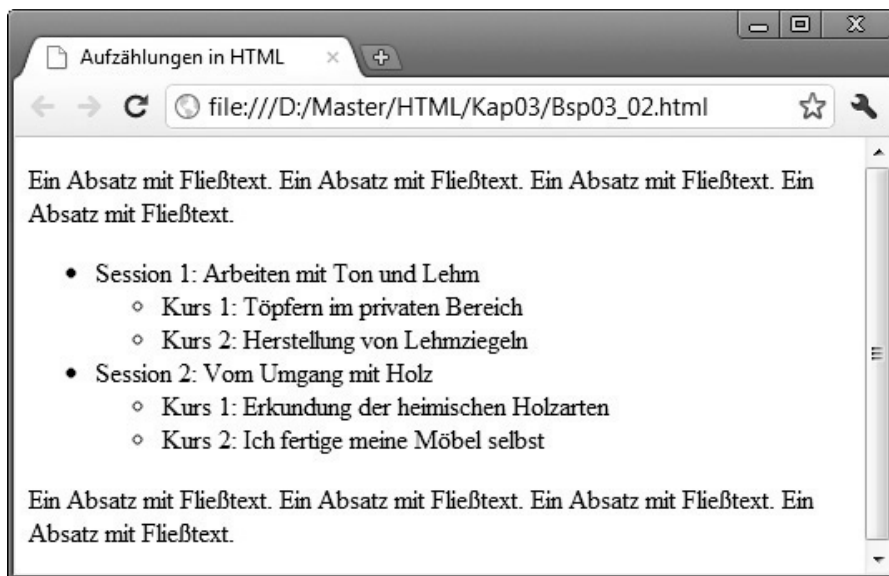 Aufzählungen in HTML
file:///D:/Master/HTML/Kap03/Bsp03_02.html
Ein Absatz mit Fließtext. Ein Absatz mit Fließtext. Ein Absatz mit Fließtext. Ein
Absatz mit Fließtext.
• Session 1: Arbeiten mit Ton und Lehm
◦ Kurs 1: Töpfern im privaten Bereich
◦ Kurs 2: Herstellung von Lehmziegeln
• Session 2: Vom Umgang mit Holz
◦ Kurs 1: Erkundung der heimischen Holzarten
◦ Kurs 2: Ich fertige meine Möbel selbst
Ein Absatz mit Fließtext. Ein Absatz mit Fließtext. Ein Absatz mit Fließtext. Ein
Absatz mit Fließtext.